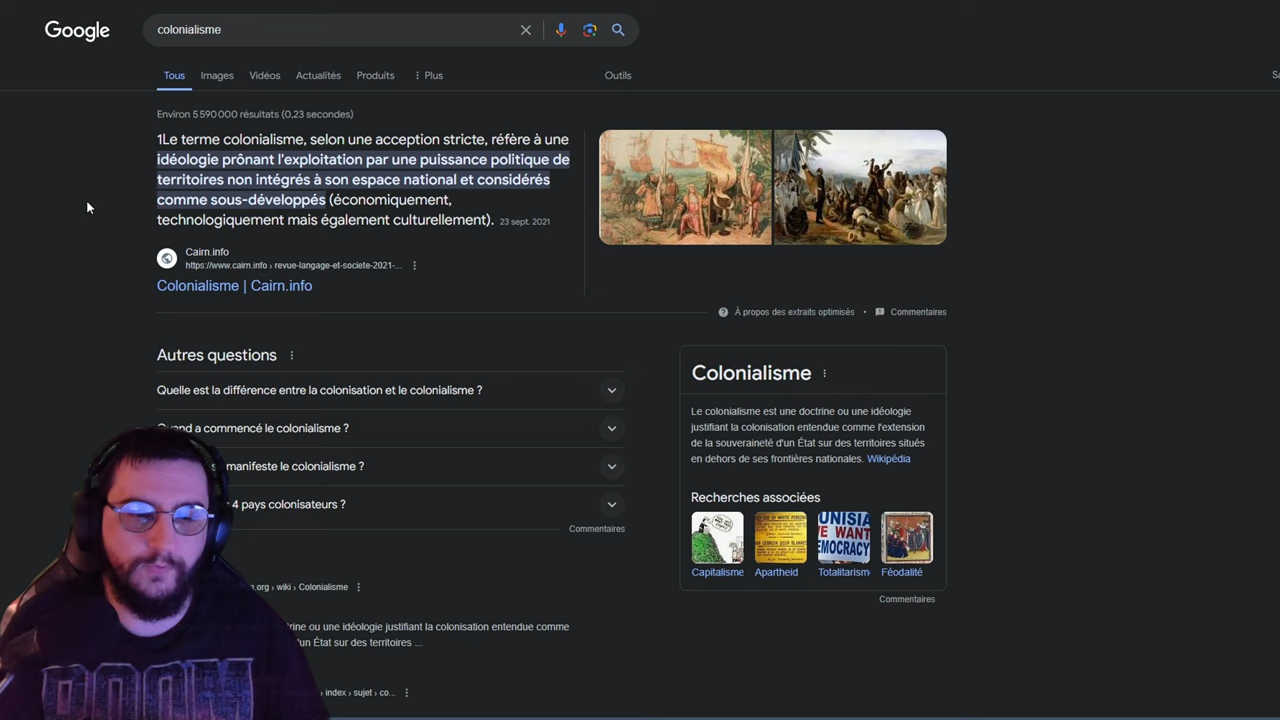 Google
colonialisme
Tous Images Vidéos Actualités Produits Plus Outils
Environ 5 590 000 résultats (0,23 secondes)
1Le terme colonialisme, selon une acception stricte, réfère à une
idéologie prônant l'exploitation par une puissance politique de
territoires non intégrés à son espace national et considérés
comme sous-développés (économiquement,
technologiquement mais également culturellement). 23 sept. 2021
Cairn.info
https://www.cairn.info › revue-langage-et-societe-2021-...
Colonialisme | Cairn.info
À propos des extraits optimisés • Commentaires
Autres questions
Quelle est la différence entre la colonisation et le colonialisme ?
Quand a commencé le colonialisme ?
manifeste le colonialisme ?
4 pays colonisateurs ?
Commentaires
.org › wiki › Colonialisme
ou une idéologie justifiant la colonisation entendue comme
d'un État sur des territoires ...
index › sujet › co...
Colonialisme
Le colonialisme est une doctrine ou une idéologie
justifiant la colonisation entendue comme l'extension
de la souveraineté d'un État sur des territoires situés
en dehors de ses frontières nationales. Wikipédia
Recherches associées
UNISIA
WE WANT
EMOCRACY
Capitalisme Apartheid Totalitarism Féodalité
Commentaires
DOOM